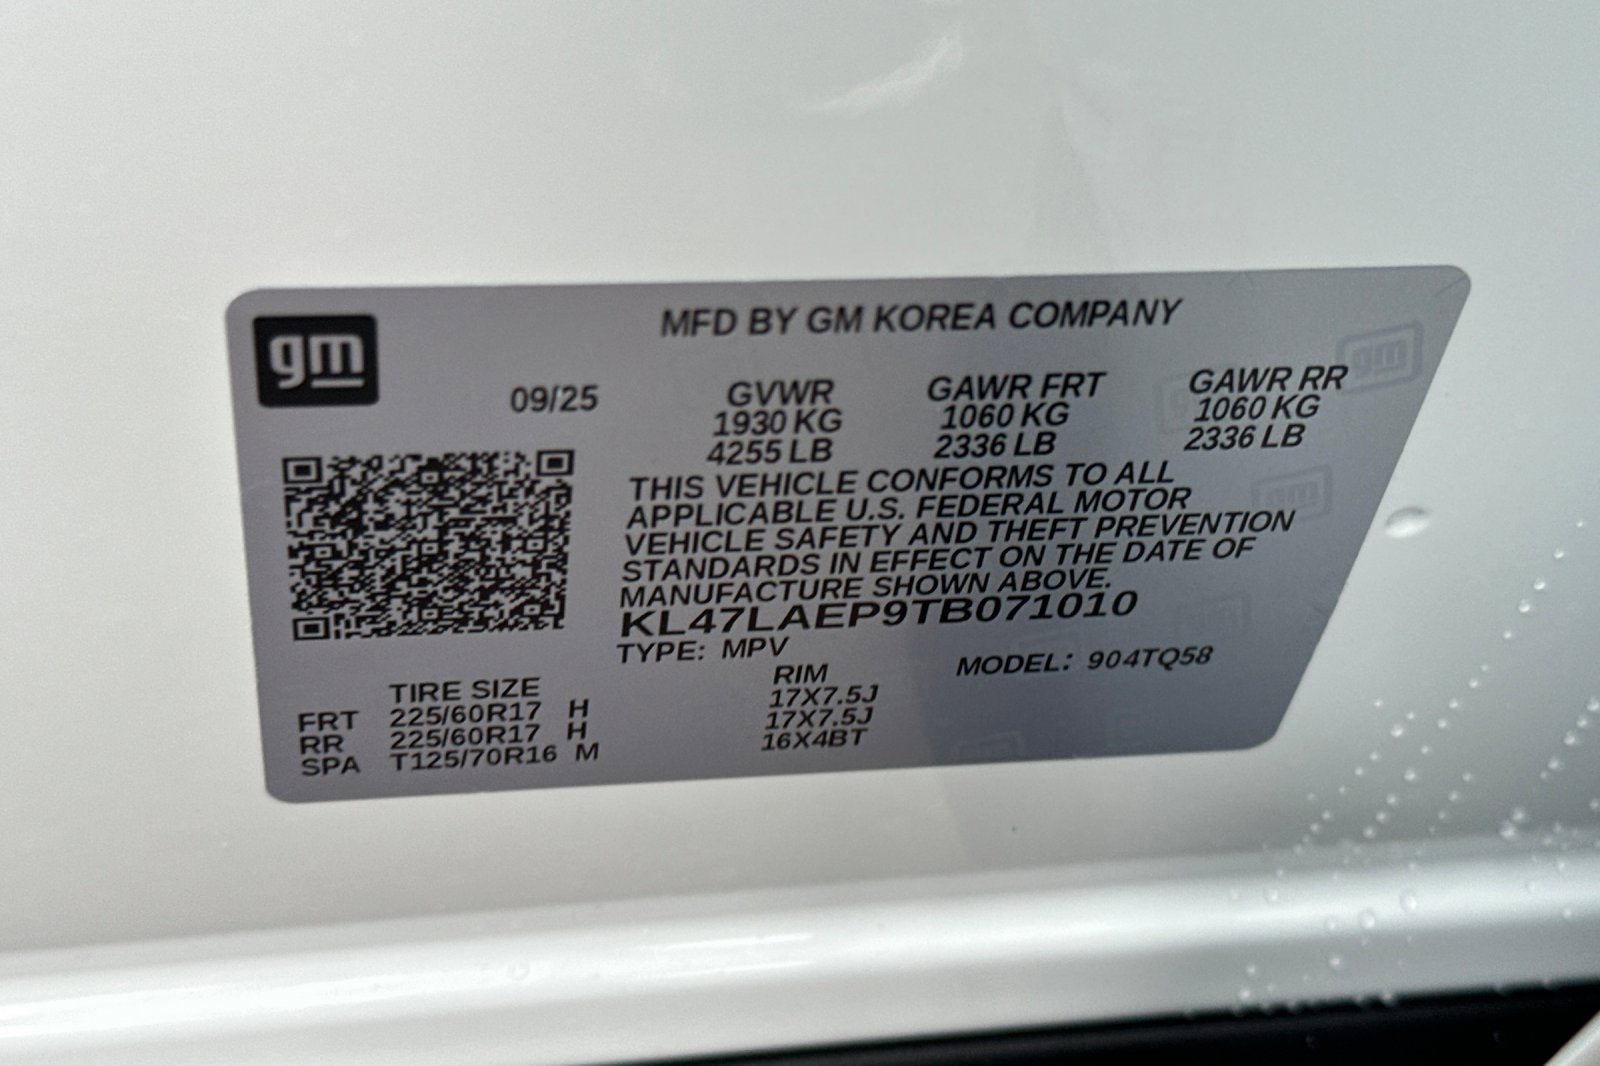 gm
MFD BY GM KOREA COMPANY
09/25 GVWR GAWR FRT GAWR RR
1930 KG 1060 KG 1060 KG
4255 LB 2336 LB 2336 LB
THIS VEHICLE CONFORMS TO ALL
APPLICABLE U.S. FEDERAL MOTOR
VEHICLE SAFETY AND THEFT PREVENTION
STANDARDS IN EFFECT ON THE DATE OF
MANUFACTURE SHOWN ABOVE.
KL47LAEP9TB071010
TYPE: MPV MODEL: 904TQ58
TIRE SIZE RIM
FRT 225/60R17 H 17X7.5J
RR 225/60R17 H 17X7.5J
SPA T125/70R16 M 16X4BT